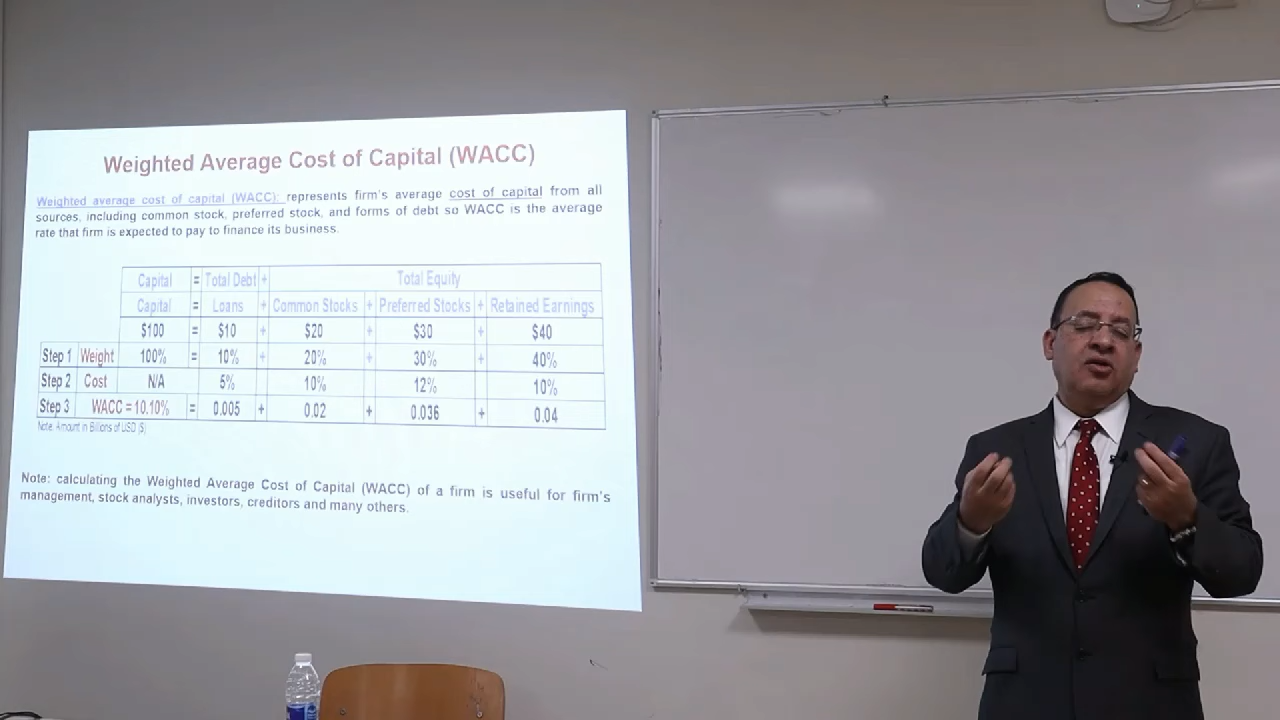 Weighted Average Cost of Capital (WACC)
Weighted average cost of capital (WACC): represents firm's average cost of capital from all
sources, including common stock, preferred stock, and forms of debt so WACC is the average
rate that firm is expected to pay to finance its business.
Capital = Total Debt + Total Equity
Capital = Loans + Common Stocks + Preferred Stocks + Retained Earnings
$100 = $10 + $20 + $30 + $40
Step 1 Weight 100% = 10% + 20% + 30% + 40%
Step 2 Cost N/A 5% 10% 12% 10%
Step 3 WACC = 10.10% = 0.005 + 0.02 + 0.036 + 0.04
Note: Amount in Billions of USD ($)
Note: calculating the Weighted Average Cost of Capital (WACC) of a firm is useful for firm's
management, stock analysts, investors, creditors and many others.